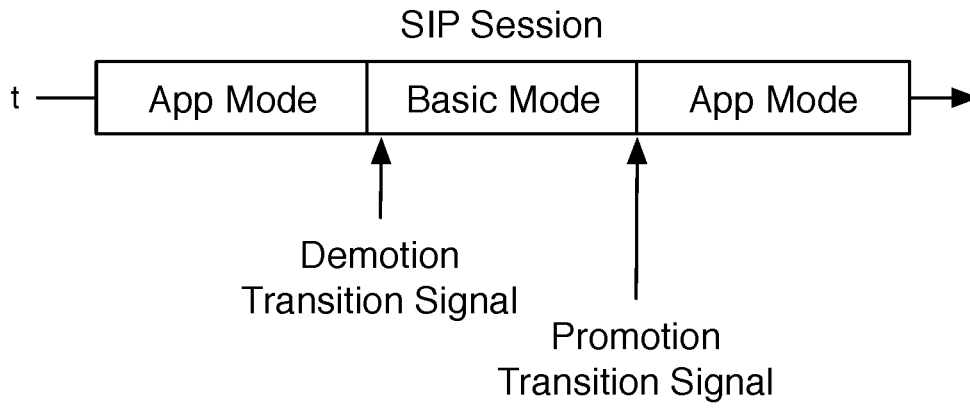 SIP Session
t
App Mode
Basic Mode
App Mode
Demotion
Transition Signal
Promotion
Transition Signal